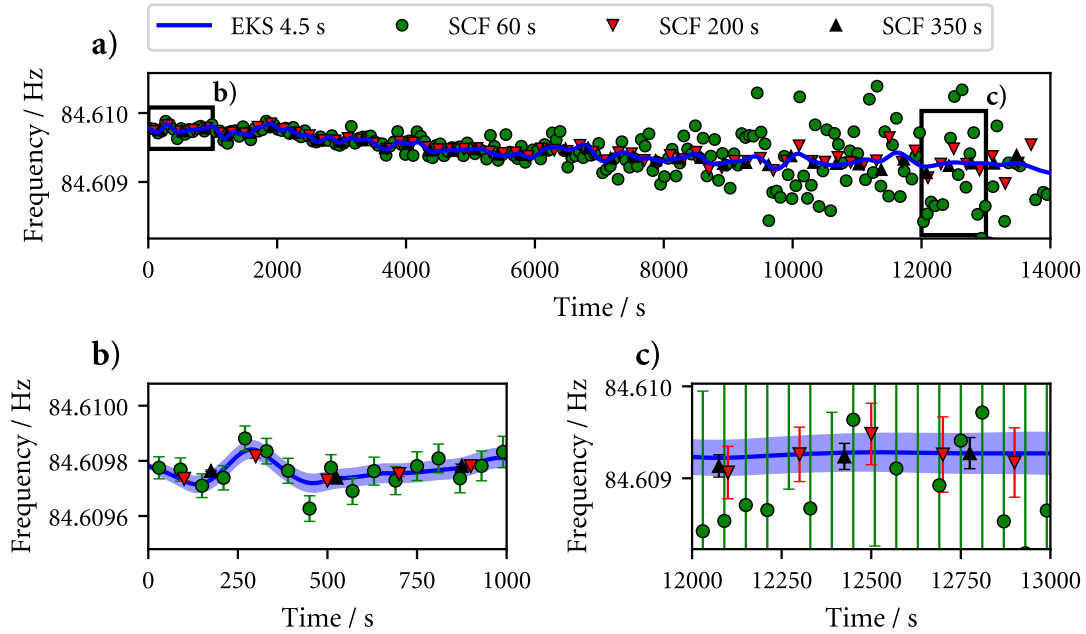 EKS 4.5 s SCF 60 s SCF 200 s SCF 350 s
a)
b)
c)
84.610
84.609
Frequency / Hz
0 2000 4000 6000 8000 10000 12000 14000
Time / s
b)
84.6100
84.6098
84.6096
Frequency / Hz
0 250 500 750 1000
Time / s
c)
84.610
84.609
Frequency / Hz
12000 12250 12500 12750 13000
Time / s